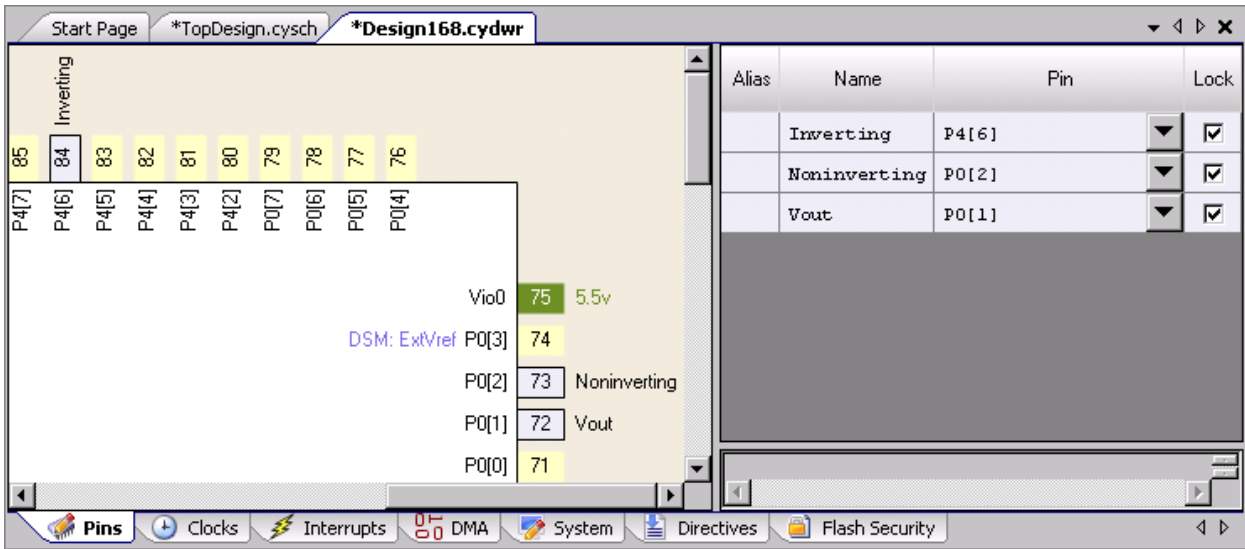 Start Page *TopDesign.cysch *Design168.cydwr
Inverting
85 84 83 82 81 80 79 78 77 76
P4[7] P4[6] P4[5] P4[4] P4[3] P4[2] P0[7] P0[6] P0[5] P0[4]
Vio0 75 5.5v
DSM: ExtVref P0[3] 74
P0[2] 73 Noninverting
P0[1] 72 Vout
P0[0] 71
Alias Name Pin Lock
Inverting P4[6]
Noninverting P0[2]
Vout P0[1]
Pins Clocks Interrupts DMA System Directives Flash Security